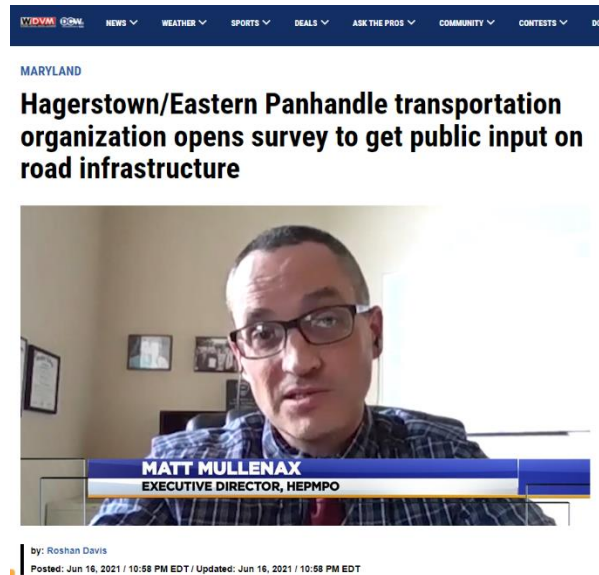 WDVM DCW NEWS WEATHER SPORTS DEALS ASK THE PROS COMMUNITY CONTESTS
MARYLAND
Hagerstown/Eastern Panhandle transportation
organization opens survey to get public input on
road infrastructure
MATT MULLENAX
EXECUTIVE DIRECTOR, HEPMPO
by: Roshan Davis
Posted: Jun 16, 2021 / 10:58 PM EDT / Updated: Jun 16, 2021 / 10:58 PM EDT